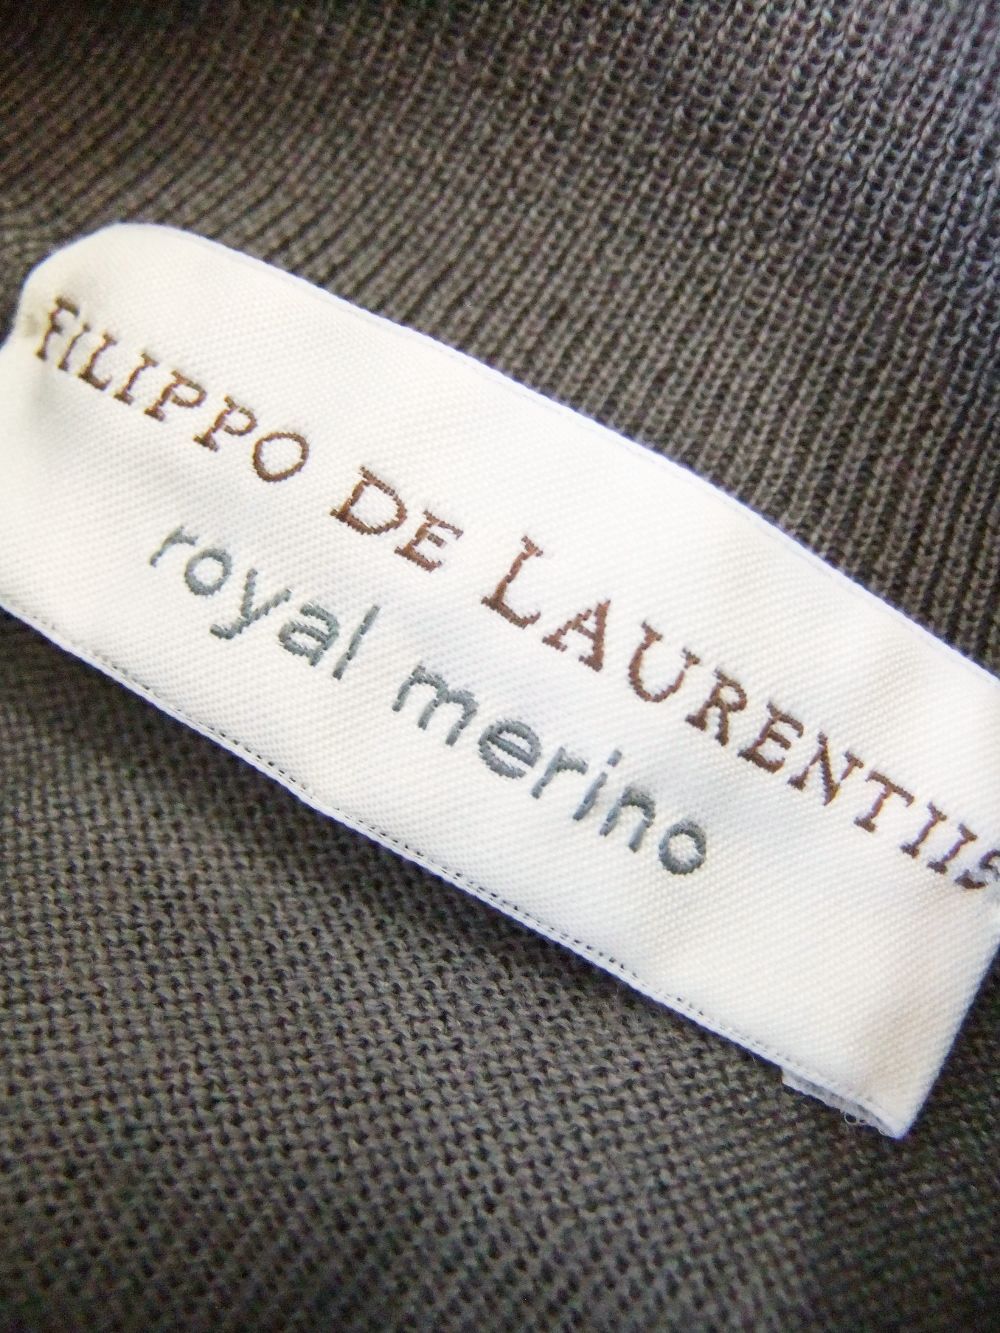 FILIPPO DE LAURENTIIS
royal merino